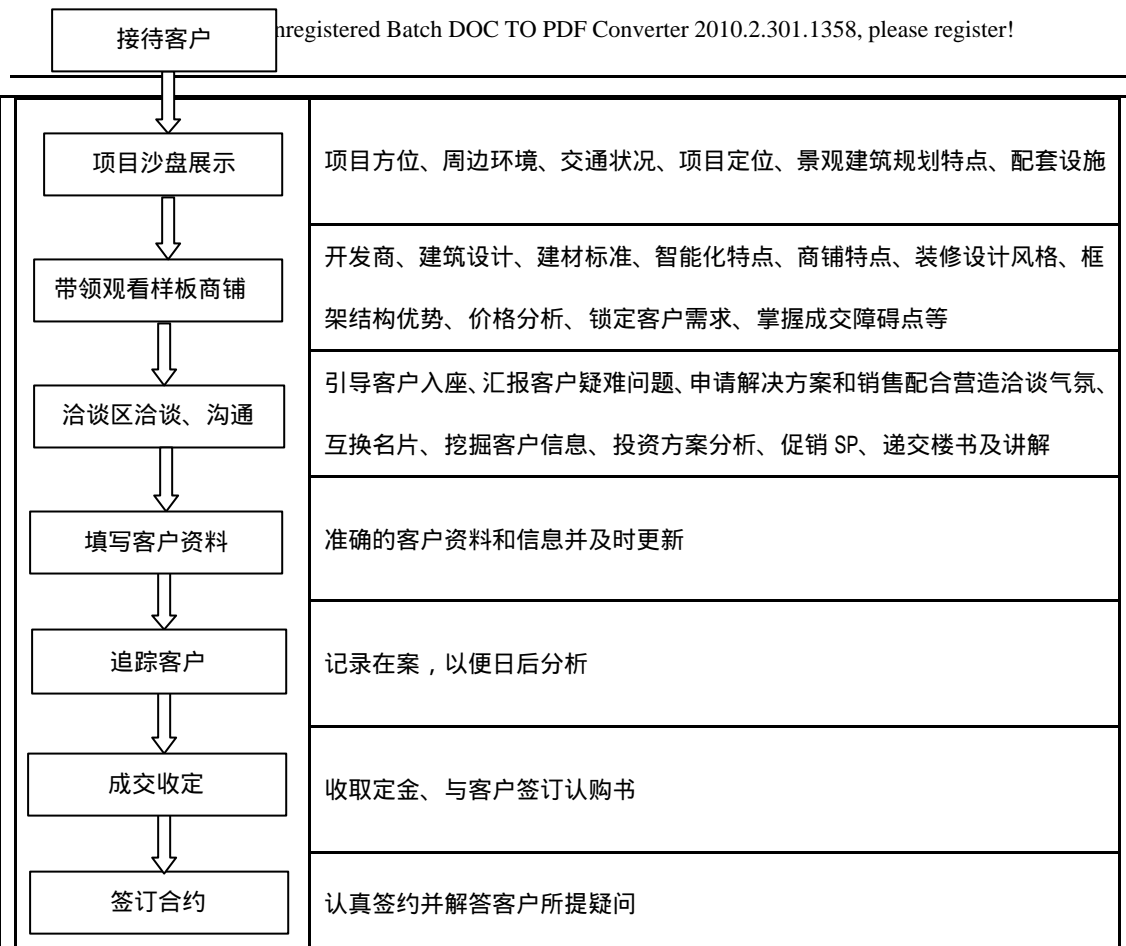 接待客户
nregistered Batch DOC TO PDF Converter 2010.2.301.1358, please register!
项目沙盘展示
项目方位、周边环境、交通状况、项目定位、景观建筑规划特点、配套设施
带领观看样板商铺
开发商、建筑设计、建材标准、智能化特点、商铺特点、装修设计风格、框
架结构优势、价格分析、锁定客户需求、掌握成交障碍点等
洽谈区洽谈、沟通
引导客户入座、汇报客户疑难问题、申请解决方案和销售配合营造洽谈气氛、
互换名片、挖掘客户信息、投资方案分析、促销 SP、递交楼书及讲解
填写客户资料
准确的客户资料和信息并及时更新
追踪客户
记录在案，以便日后分析
成交收定
收取定金、与客户签订认购书
签订合约
认真签约并解答客户所提疑问